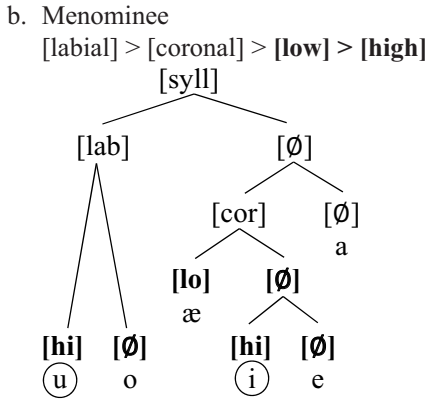 b. Menominee
[labial] > [coronal] > [low] > [high]
[syll]
[lab] [Ø]
[cor] [Ø]
a
[lo] [Ø]
æ
[hi] [Ø] [hi] [Ø]
u o i e